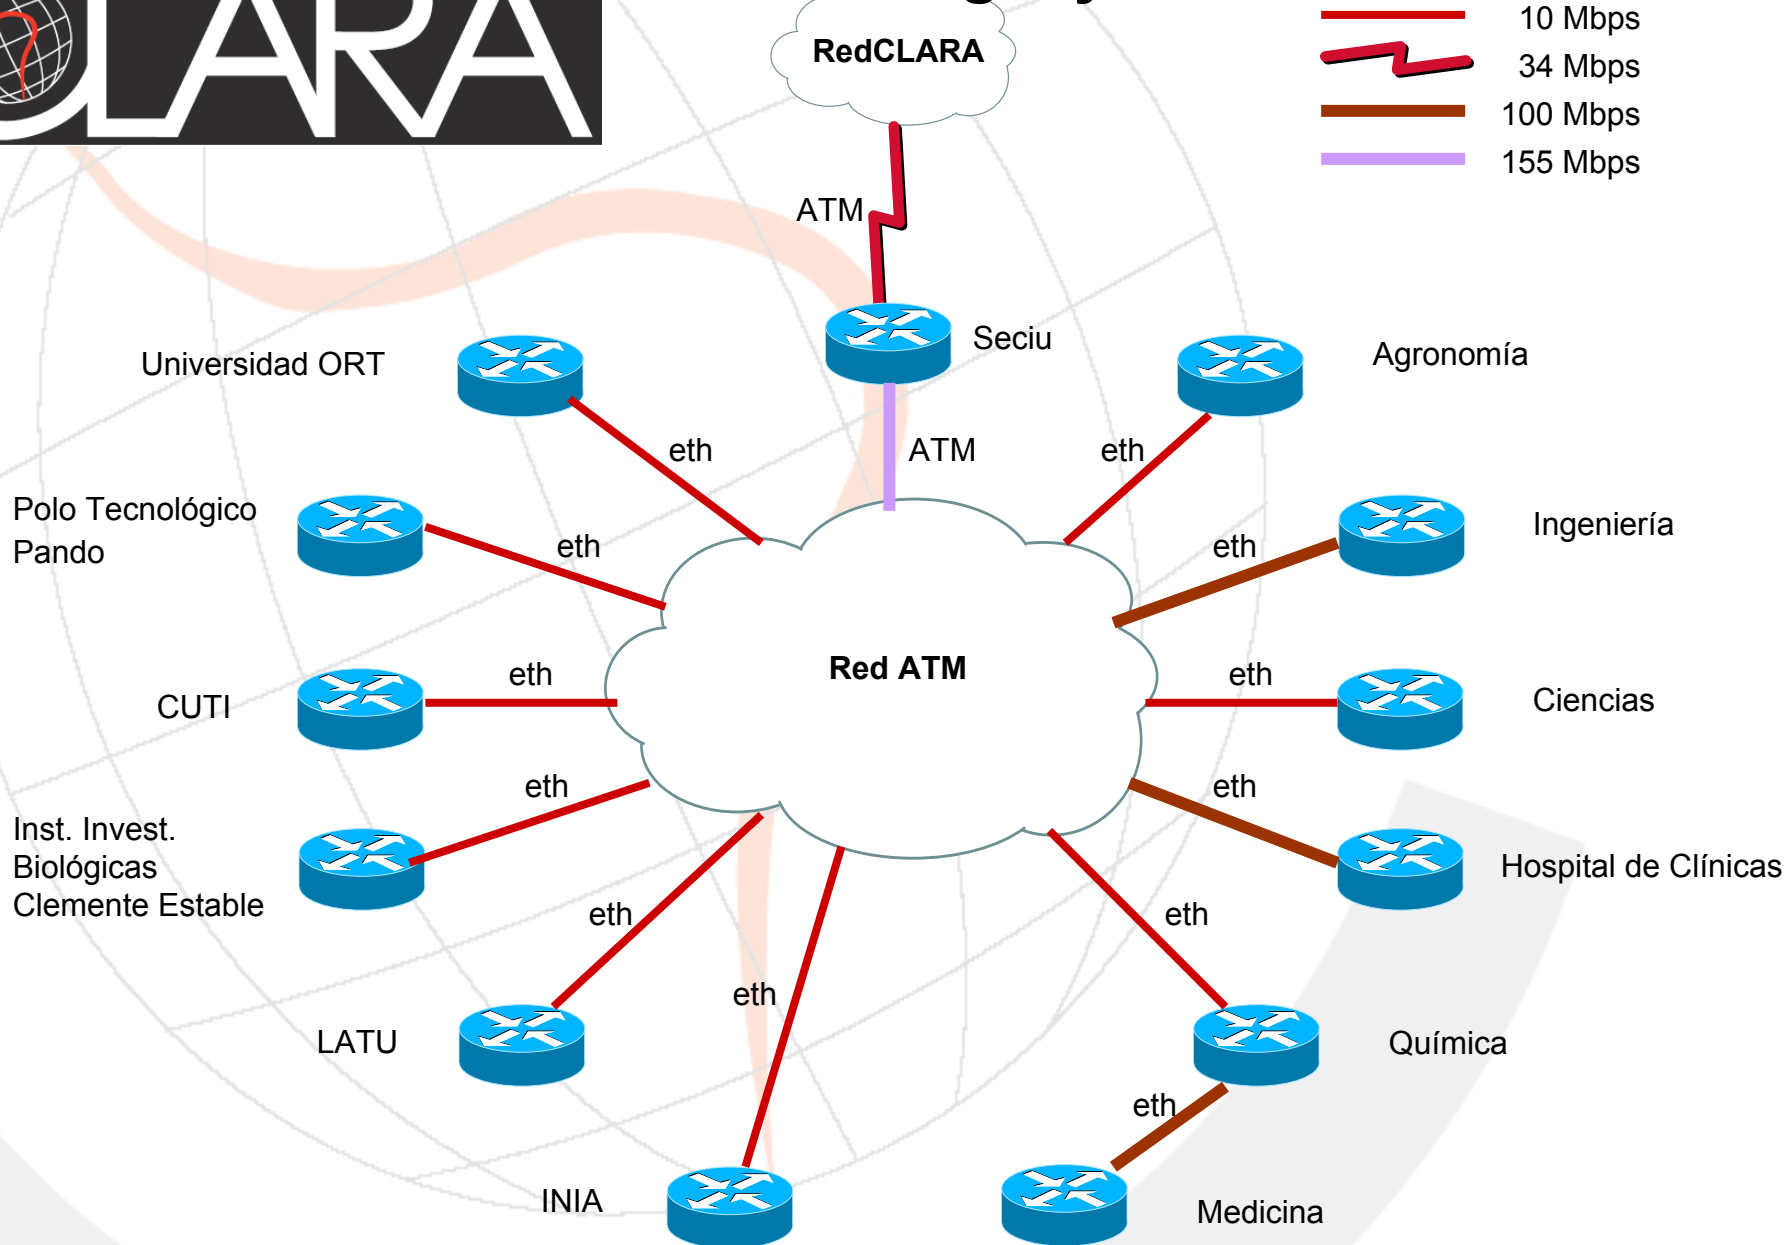 CLARA
RedCLARA
10 Mbps
34 Mbps
100 Mbps
155 Mbps
ATM
Seciu
Universidad ORT
Agronomía
eth
ATM
eth
Polo Tecnológico
Pando
eth
eth
Ingeniería
Red ATM
CUTI
eth
eth
Ciencias
eth
eth
Inst. Invest.
Biológicas
Clemente Estable
Hospital de Clínicas
eth
eth
LATU
eth
Química
eth
INIA
Medicina